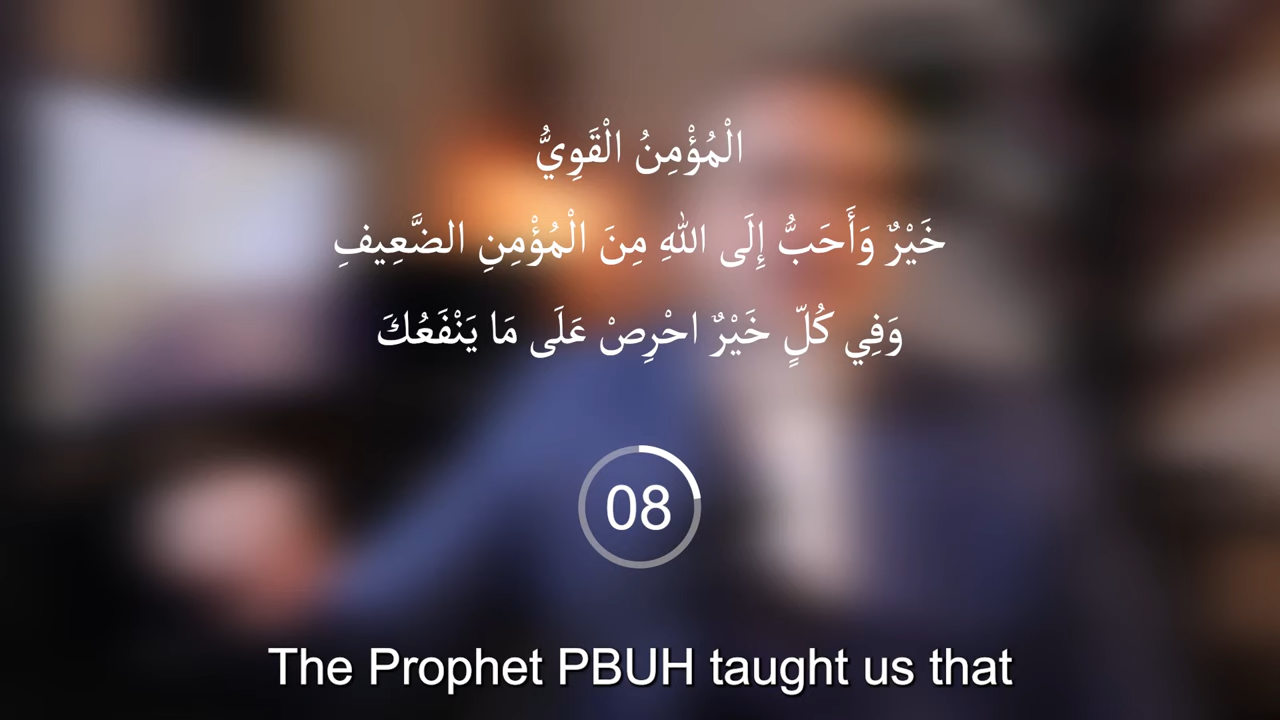 الْمُؤْمِنُ الْقَوِيُّ
خَيْرٌ وَأَحَبُّ إِلَى اللهِ مِنَ الْمُؤْمِنِ الضَّعِيفِ
وَفِي كُلٍّ خَيْرٌ احْرِصْ عَلَى مَا يَنْفَعُكَ
08
The Prophet PBUH taught us that